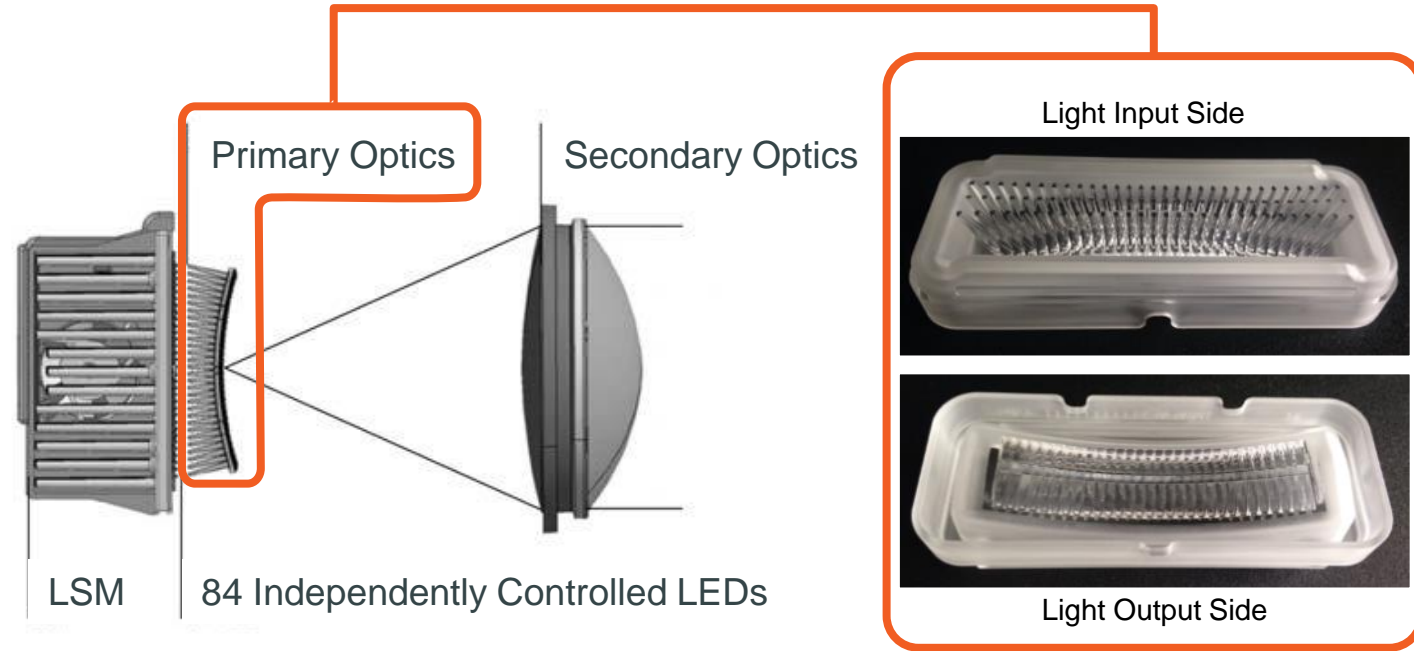 Light Input Side
Primary Optics
Secondary Optics
LSM
84 Independently Controlled LEDs
Light Output Side